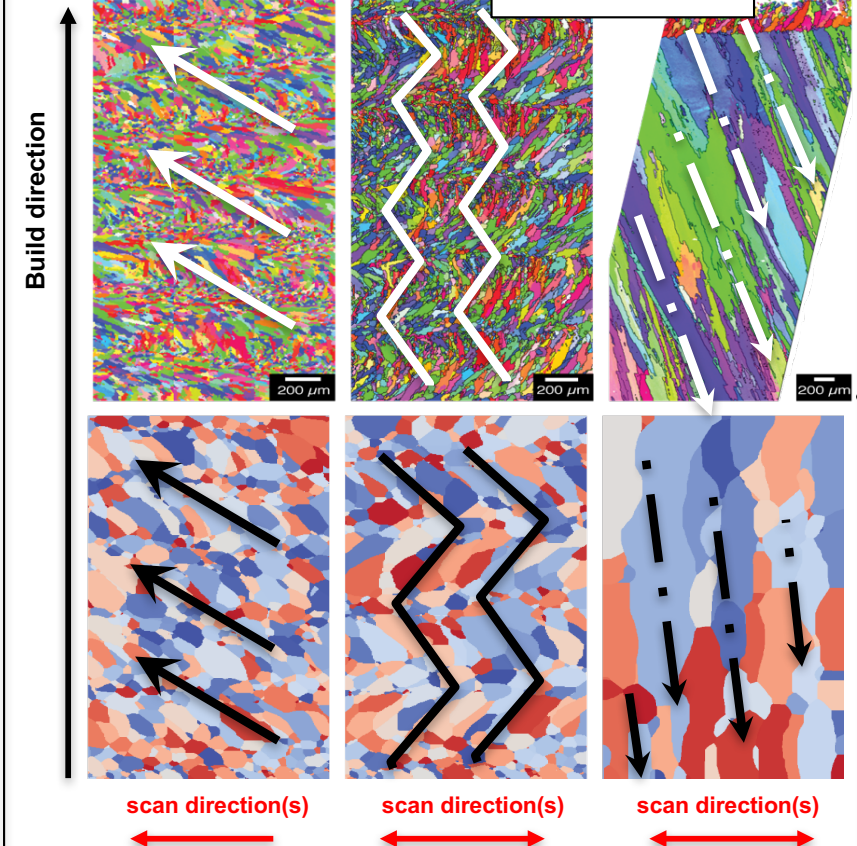 Build direction
200 µm
200 µm
200 µm
scan direction(s)
scan direction(s)
scan direction(s)